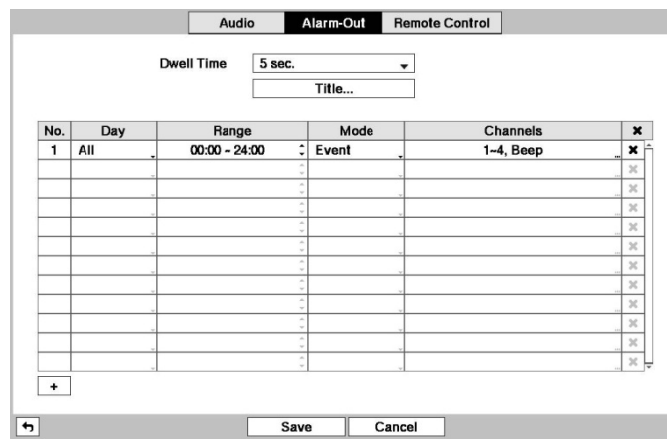 Audio Alarm-Out Remote Control
Dwell Time 5 sec.
Title...
No. Day Range Mode Channels ×
1 All 00:00 - 24:00 Event 1~4, Beep ... ×
+
Save Cancel